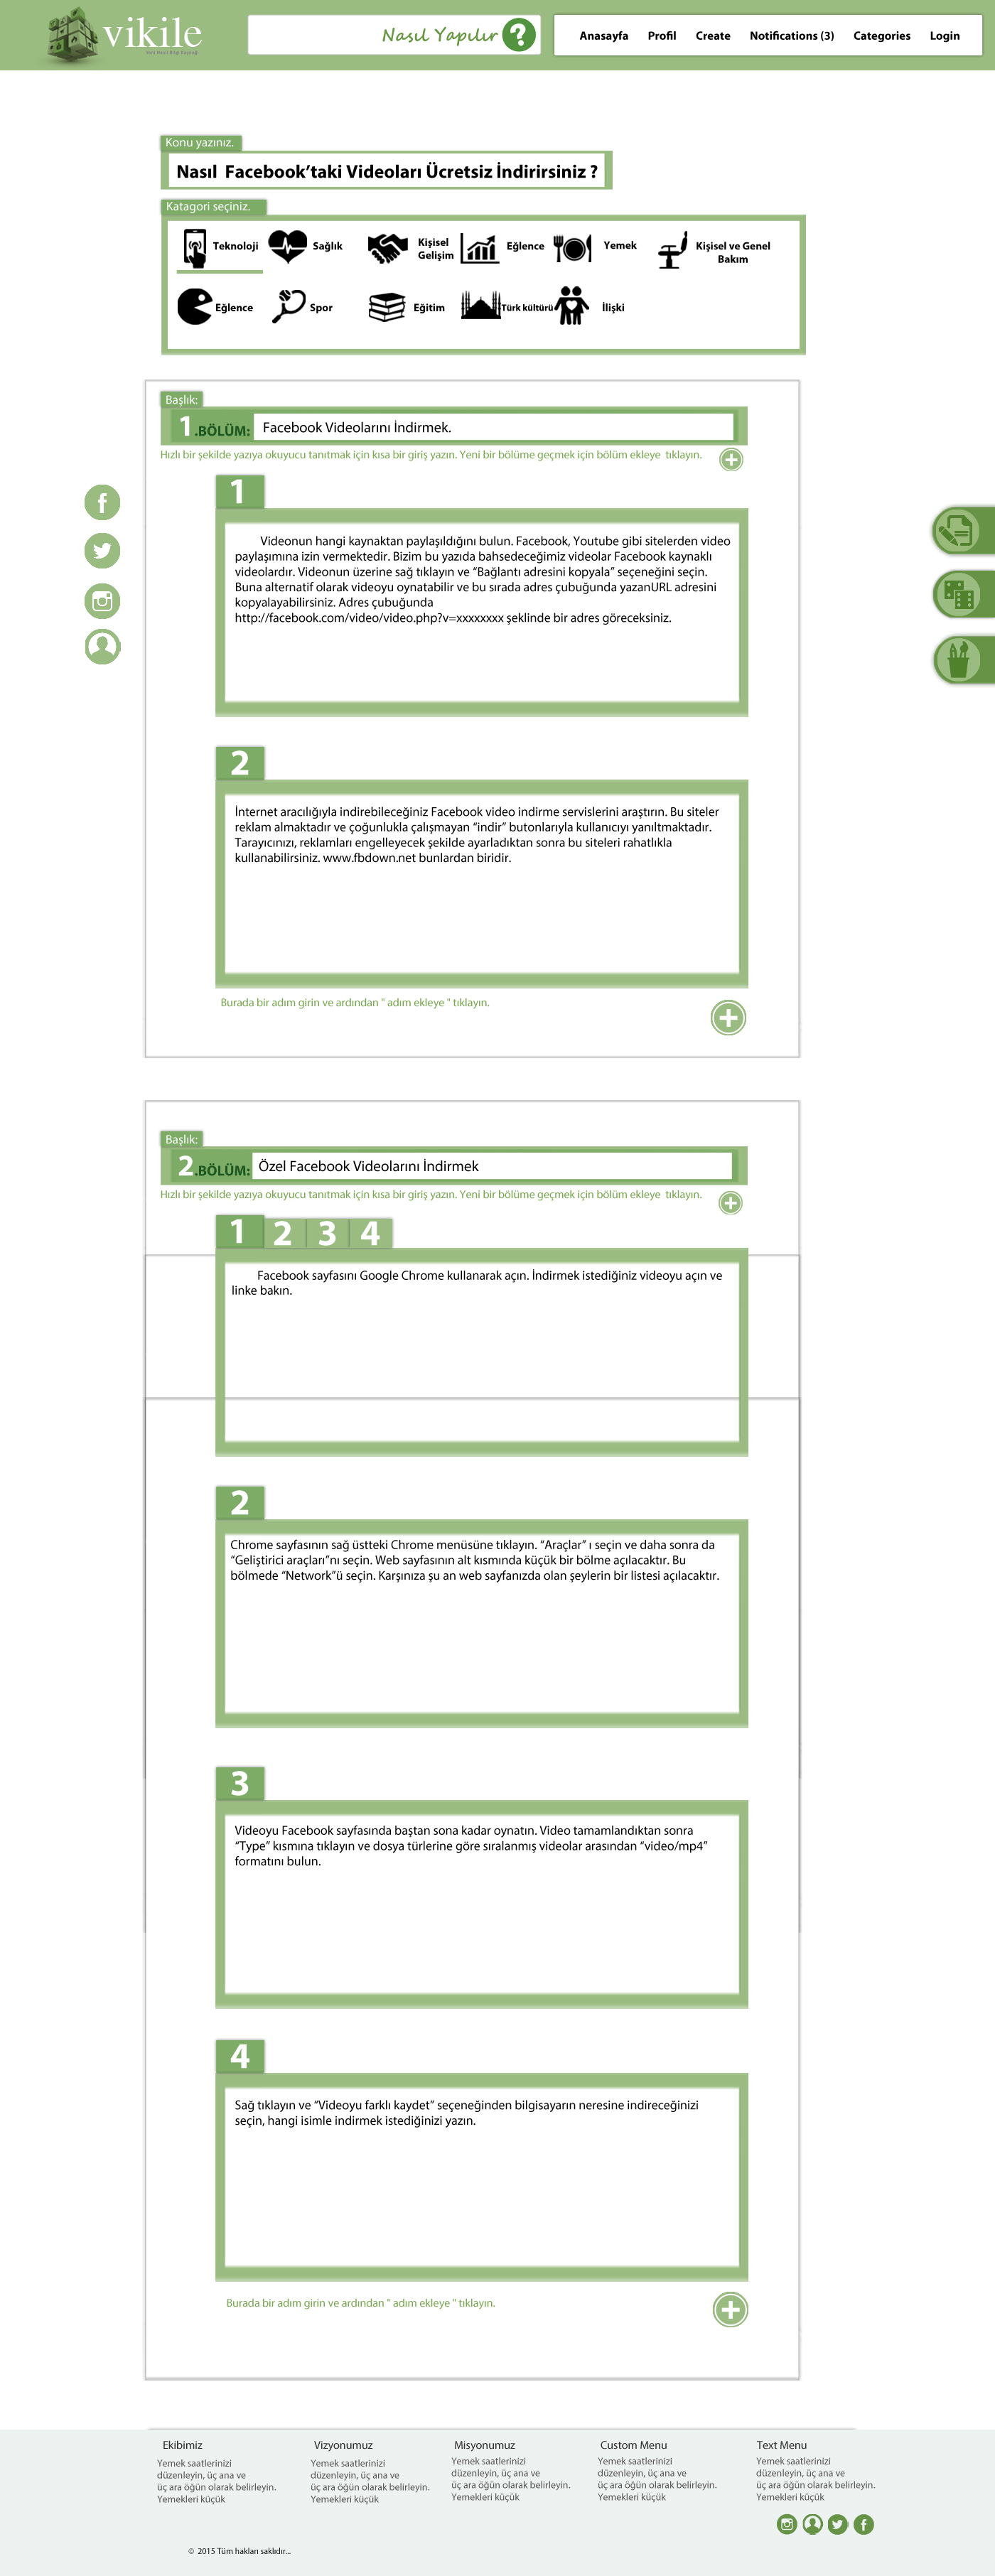 vikile
Nasıl Yapılır ?
Anasayfa Profil Create Notifications (3) Categories Login
Konu yazınız.
Nasıl Facebook’taki Videoları Ücretsiz İndirirsiniz ?
Katagori seçiniz.
Teknoloji Sağlık Kişisel Gelişim Eğlence Yemek Kişisel ve Genel Bakım
Eğlence Spor Eğitim Türk kültürü İlişki
Başlık:
1.BÖLÜM: Facebook Videolarını İndirmek.
Hızlı bir şekilde yazıya okuyucu tanıtmak için kısa bir giriş yazın. Yeni bir bölüme geçmek için bölüm ekleye tıklayın.
1
Videonun hangi kaynaktan paylaşıldığını bulun. Facebook, Youtube gibi sitelerden video
paylaşımına izin vermektedir. Bizim bu yazıda bahsedeceğimiz videolar Facebook kaynaklı
videolardır. Videonun üzerine sağ tıklayın ve “Bağlantı adresini kopyala” seçeneğini seçin.
Buna alternatif olarak videoyu oynatabilir ve bu sırada adres çubuğunda yazanURL adresini
kopyalayabilirsiniz. Adres çubuğunda
http://facebook.com/video/video.php?v=xxxxxxxx şeklinde bir adres göreceksiniz.
2
İnternet aracılığıyla indirebileceğiniz Facebook video indirme servislerini araştırın. Bu siteler
reklam almaktadır ve çoğunlukla çalışmayan “indir” butonlarıyla kullanıcıyı yanıltmaktadır.
Tarayıcınızı, reklamları engelleyecek şekilde ayarladıktan sonra bu siteleri rahatlıkla
kullanabilirsiniz. www.fbdown.net bunlardan biridir.
Burada bir adım girin ve ardından " adım ekleye " tıklayın.
Başlık:
2.BÖLÜM: Özel Facebook Videolarını İndirmek
Hızlı bir şekilde yazıya okuyucu tanıtmak için kısa bir giriş yazın. Yeni bir bölüme geçmek için bölüm ekleye tıklayın.
1 2 3 4
Facebook sayfasını Google Chrome kullanarak açın. İndirmek istediğiniz videoyu açın ve
linke bakın.
2
Chrome sayfasının sağ üstteki Chrome menüsüne tıklayın. “Araçlar” ı seçin ve daha sonra da
“Geliştirici araçları”nı seçin. Web sayfasının alt kısmında küçük bir bölme açılacaktır. Bu
bölmede “Network”ü seçin. Karşınıza şu an web sayfanızda olan şeylerin bir listesi açılacaktır.
3
Videoyu Facebook sayfasında baştan sona kadar oynatın. Video tamamlandıktan sonra
“Type” kısmına tıklayın ve dosya türlerine göre sıralanmış videolar arasından “video/mp4”
formatını bulun.
4
Sağ tıklayın ve “Videoyu farklı kaydet” seçeneğinden bilgisayarın neresine indireceğinizi
seçin, hangi isimle indirmek istediğinizi yazın.
Burada bir adım girin ve ardından " adım ekleye " tıklayın.
Ekibimiz
Yemek saatlerinizi
düzenleyin, üç ana ve
üç ara öğün olarak belirleyin.
Yemekleri küçük
Vizyonumuz
Yemek saatlerinizi
düzenleyin, üç ana ve
üç ara öğün olarak belirleyin.
Yemekleri küçük
Misyonumuz
Yemek saatlerinizi
düzenleyin, üç ana ve
üç ara öğün olarak belirleyin.
Yemekleri küçük
Custom Menu
Yemek saatlerinizi
düzenleyin, üç ana ve
üç ara öğün olarak belirleyin.
Yemekleri küçük
Text Menu
Yemek saatlerinizi
düzenleyin, üç ana ve
üç ara öğün olarak belirleyin.
Yemekleri küçük
© 2015 Tüm hakları saklıdır...